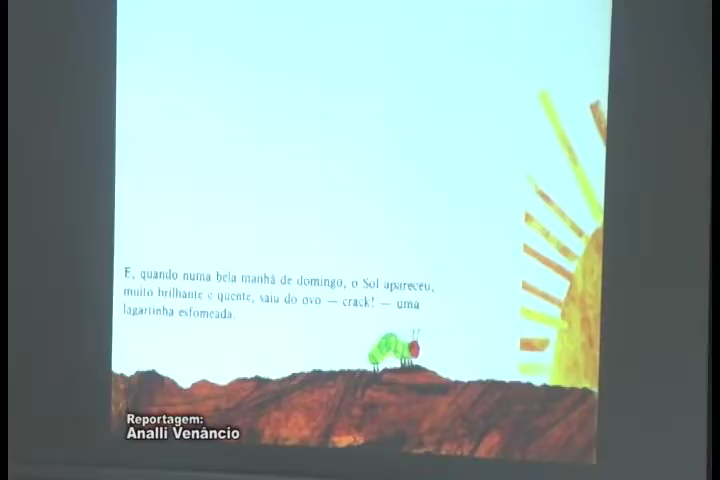 E, quando numa bela manhã de domingo, o Sol apareceu,
muito brilhante e quente, saiu do ovo — crack! — uma
lagartinha esfomeada.
Reportagem:
Analli Venâncio